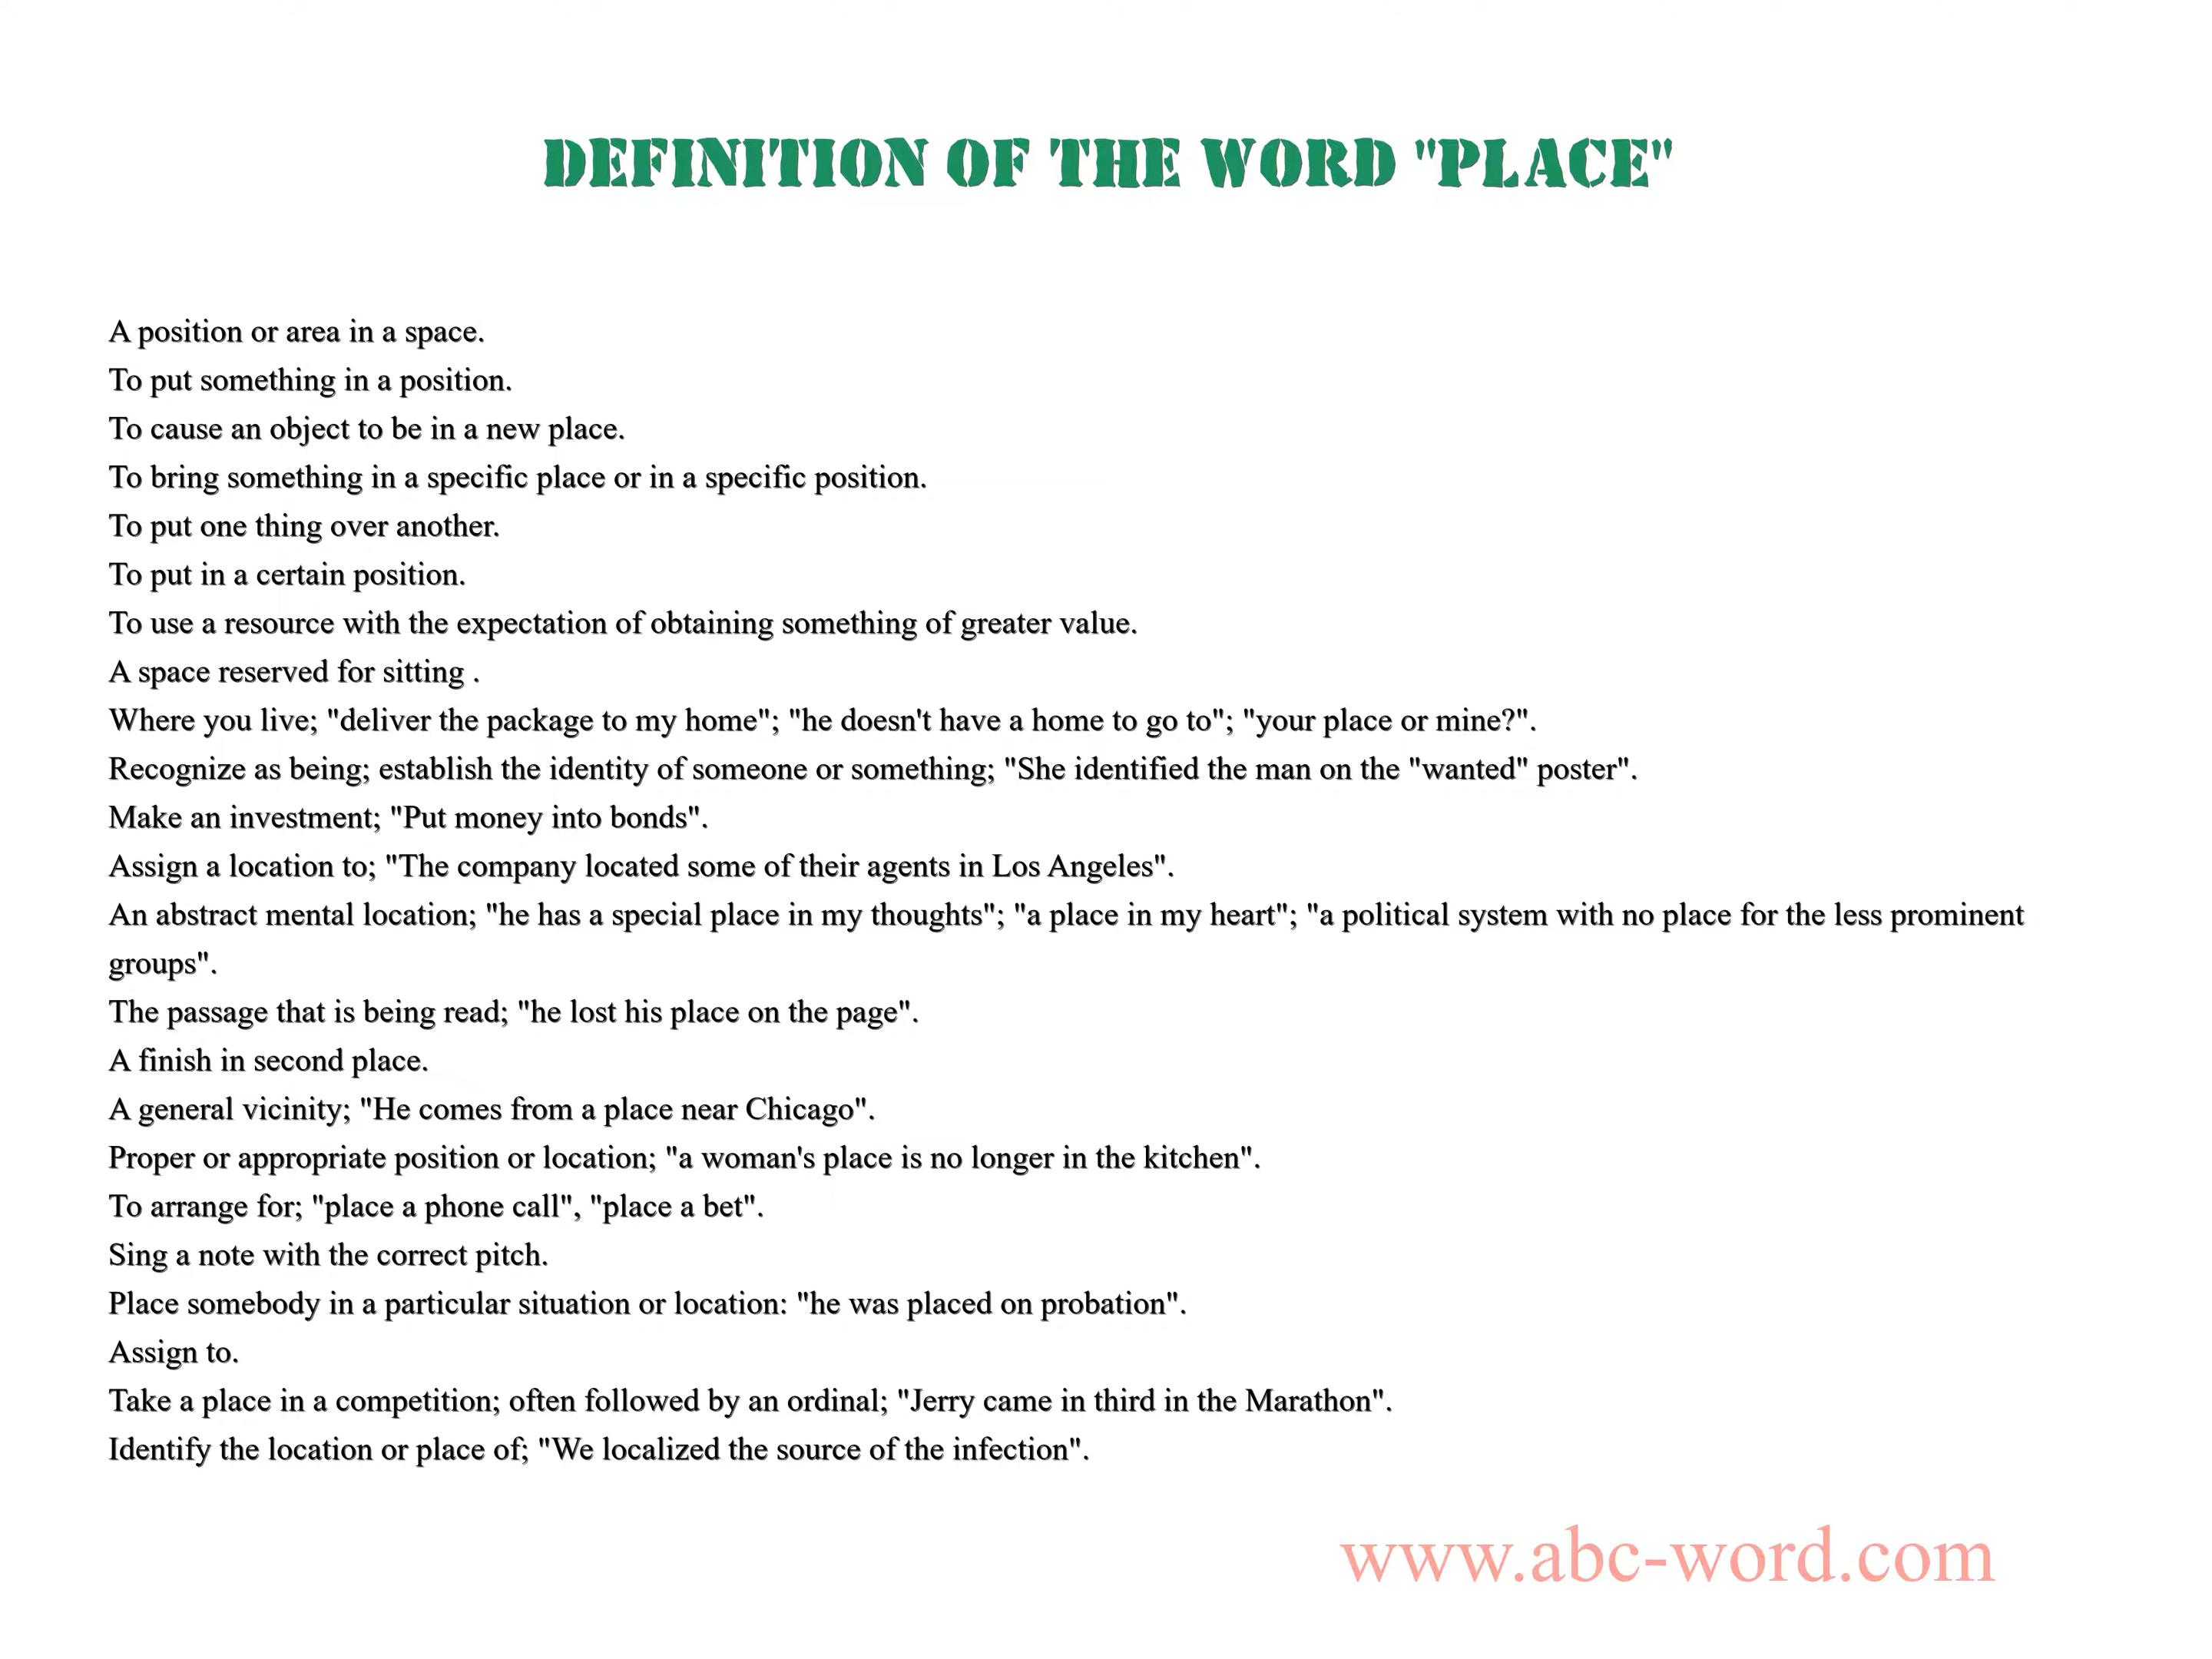 DEFINITION OF THE WORD "PLACE"
A position or area in a space.
To put something in a position.
To cause an object to be in a new place.
To bring something in a specific place or in a specific position.
To put one thing over another.
To put in a certain position.
To use a resource with the expectation of obtaining something of greater value.
A space reserved for sitting .
Where you live; "deliver the package to my home"; "he doesn't have a home to go to"; "your place or mine?".
Recognize as being; establish the identity of someone or something; "She identified the man on the "wanted" poster".
Make an investment; "Put money into bonds".
Assign a location to; "The company located some of their agents in Los Angeles".
An abstract mental location; "he has a special place in my thoughts"; "a place in my heart"; "a political system with no place for the less prominent
groups".
The passage that is being read; "he lost his place on the page".
A finish in second place.
A general vicinity; "He comes from a place near Chicago".
Proper or appropriate position or location; "a woman's place is no longer in the kitchen".
To arrange for; "place a phone call", "place a bet".
Sing a note with the correct pitch.
Place somebody in a particular situation or location: "he was placed on probation".
Assign to.
Take a place in a competition; often followed by an ordinal; "Jerry came in third in the Marathon".
Identify the location or place of; "We localized the source of the infection".
www.abc-word.com